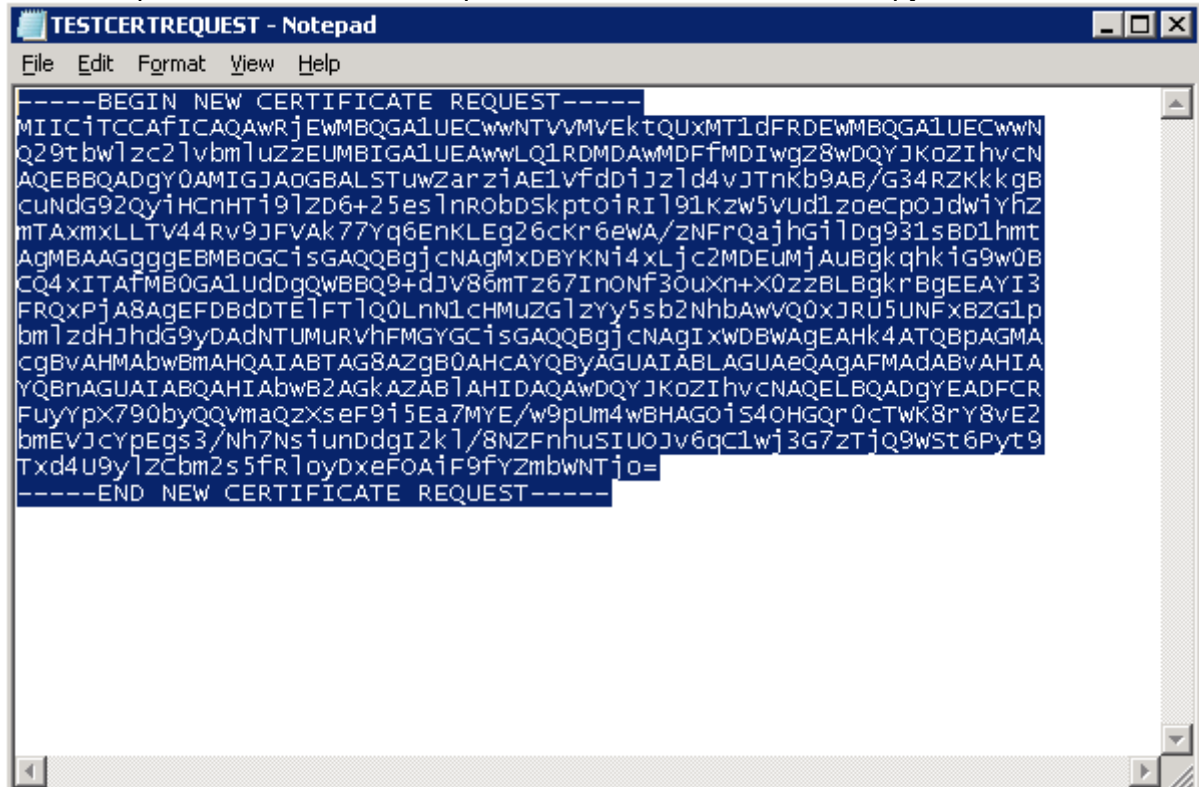 TESTCERTREQUEST - Notepad
File Edit Format View Help
-----BEGIN NEW CERTIFICATE REQUEST-----
MIICiTCCAfICAQAwRjEWMBQGA1UECwwNTVVMVEktQUxMT1dFRDEWMBQGA1UECwwN
Q29tbWlzc2lvbmluZzEUMBIGA1UEAwwLQ1RDMDAwMDFfMDIwgZ8wDQYJKoZIhvcN
AQEBBQADgY0AMIGJAoGBALSTuwZarziAE1VfdDiJzld4vJTnKb9AB/G34RZKkkgB
cuNdG92QyiHCnHTi9lZD6+25eslnRObDSkptOiRIl91KzW5VUd1zoeCpOJdWiYhZ
mTAxmxLLTV44Rv9JFVAk77Yq6EnKLEg26cKr6eWA/zNFrQajhGilDg931sBD1hmt
AgMBAAGgggEBMBoGCisGAQQBgjcNAgMxDBYKNi4xLjc2MDEuMjAuBgkqhkiG9w0B
CQ4xITAfMB0GA1UdDgQWBBQ9+dJV86mTz67InONf3OuXn+X0zzBLBgkrBgEEAYI3
FRQxPjA8AgEFDBdDTElFTlQ0LnN1cHMuZGlzYy5sb2NhbAwVQ0xJRU5UNFxBZG1p
bmlzdHJhdG9yDAdNTUMuRVhFMGYGCisGAQQBgjcNAgIxWDBWAgEAHk4ATQBpAGMA
cgBvAHMAbwBmAHQAIABTAG8AZgB0AHcAYQByAGUAIABLAGUAeQAgAFMAdABvAHIA
YQBnAGUAIABQAHIAbwB2AGkAZABlAHIDAQAwDQYJKoZIhvcNAQELBQADgYEADFCR
FuyYpX790byQQVmaQzXseF9i5Ea7MYE/w9pUm4wBHAGOiS4OHGQr0cTWK8rY8vE2
bmEVJcYpEgs3/Nh7NsiunDdgI2kl/8NZFnhuSIUOJv6qC1wj3G7zTjQ9WSt6Pyt9
Txd4U9ylZCbm2s5fRloyDxeFOAiF9fYZmbWNTjo=
-----END NEW CERTIFICATE REQUEST-----